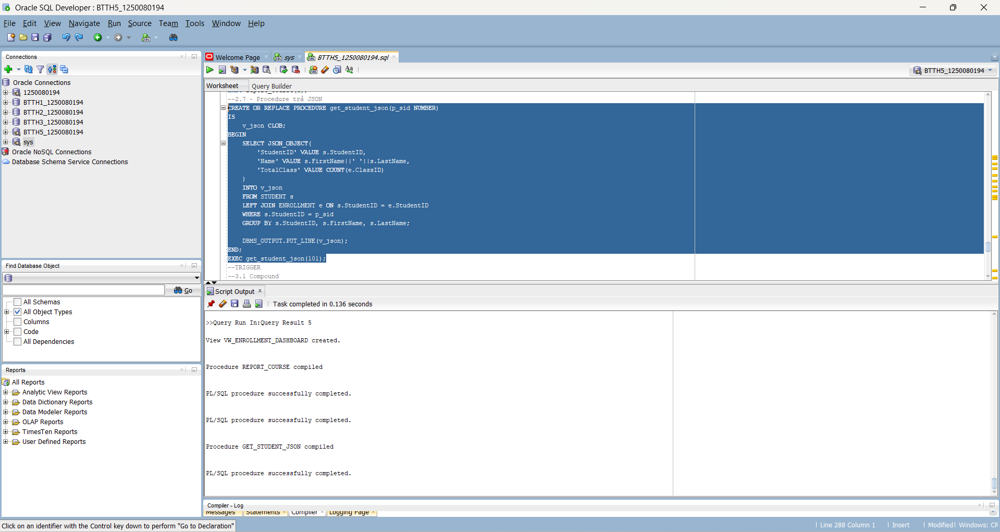 Oracle SQL Developer : BTTH5_1250080194
File Edit View Navigate Run Source Team Tools Window Help
Connections
Oracle Connections
1250080194
BTTH1_1250080194
BTTH2_1250080194
BTTH3_1250080194
BTTH5_1250080194
sys
Oracle NoSQL Connections
Database Schema Service Connections
Find Database Object
Go
All Schemas
All Object Types
Columns
Code
All Dependencies
Reports
All Reports
Analytic View Reports
Data Dictionary Reports
Data Modeler Reports
OLAP Reports
TimesTen Reports
User Defined Reports
Welcome Page sys BTTH5_1250080194.sql
BTTH5_1250080194
Worksheet Query Builder
--2.7 - Procedure trả JSON
CREATE OR REPLACE PROCEDURE get_student_json(p_sid NUMBER)
IS
v_json CLOB;
BEGIN
SELECT JSON_OBJECT(
'StudentID' VALUE s.StudentID,
'Name' VALUE s.FirstName||' '||s.LastName,
'TotalClass' VALUE COUNT(e.ClassID)
)
INTO v_json
FROM STUDENT s
LEFT JOIN ENROLLMENT e ON s.StudentID = e.StudentID
WHERE s.StudentID = p_sid
GROUP BY s.StudentID, s.FirstName, s.LastName;
DBMS_OUTPUT.PUT_LINE(v_json);
END;
EXEC get_student_json(101);
--TRIGGER
--3.1 Compound
Script Output
Task completed in 0.136 seconds
>>Query Run In:Query Result 5
View VW_ENROLLMENT_DASHBOARD created.
Procedure REPORT_COURSE compiled
PL/SQL procedure successfully completed.
PL/SQL procedure successfully completed.
Procedure GET_STUDENT_JSON compiled
PL/SQL procedure successfully completed.
Compiler - Log
Messages Statements Compiler Logging Page
Click on an identifier with the Control key down to perform "Go to Declaration"
Line 288 Column 1 Insert Modified Windows: CR